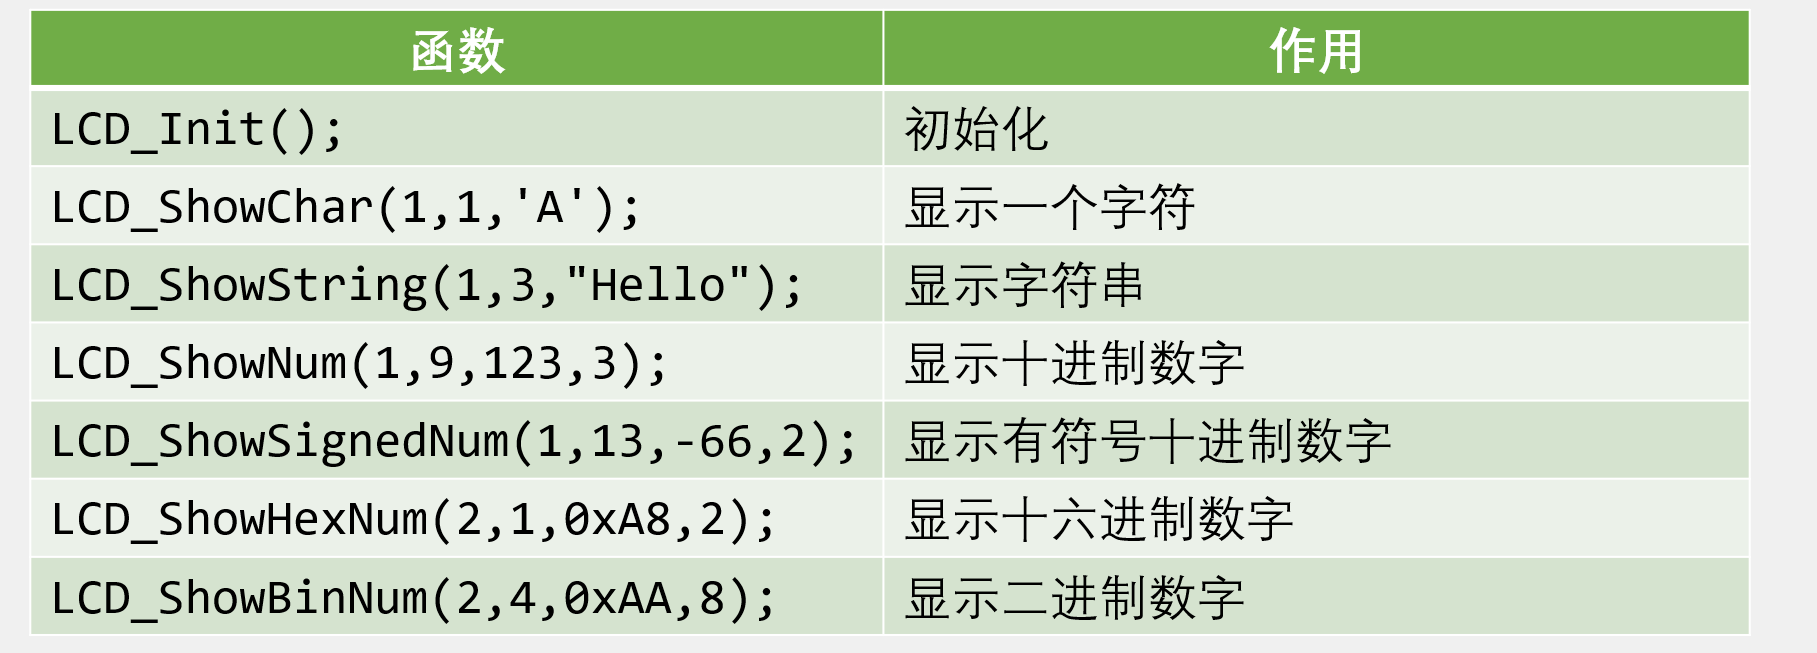 函数 作用
LCD_Init(); 初始化
LCD_ShowChar(1,1,'A'); 显示一个字符
LCD_ShowString(1,3,"Hello"); 显示字符串
LCD_ShowNum(1,9,123,3); 显示十进制数字
LCD_ShowSignedNum(1,13,-66,2); 显示有符号十进制数字
LCD_ShowHexNum(2,1,0xA8,2); 显示十六进制数字
LCD_ShowBinNum(2,4,0xAA,8); 显示二进制数字